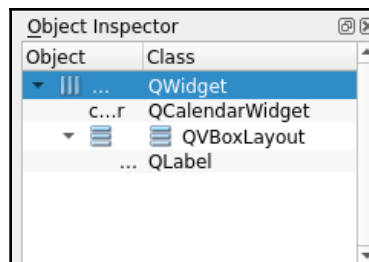 Object Inspector
Object Class
... QWidget
c...r QCalendarWidget
QVBoxLayout
... QLabel